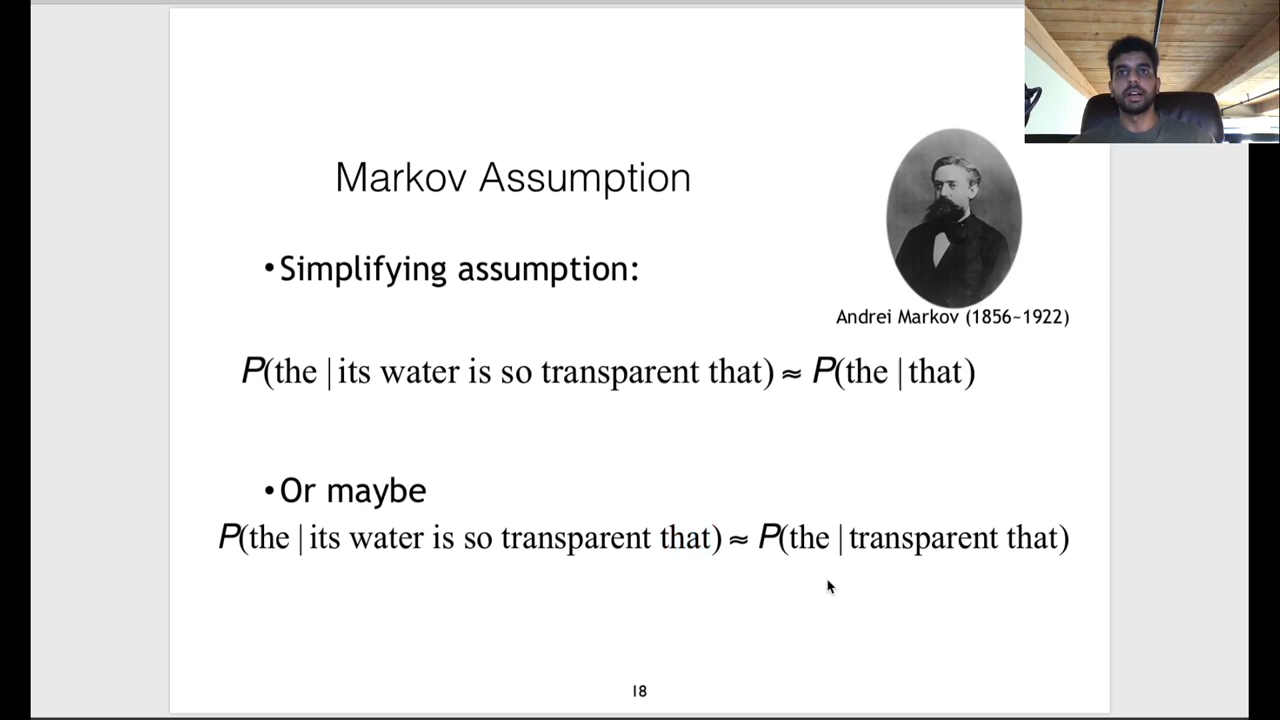 Markov Assumption
•Simplifying assumption:
Andrei Markov (1856~1922)
P(the | its water is so transparent that) ≈ P(the | that)
•Or maybe
P(the | its water is so transparent that) ≈ P(the | transparent that)
18